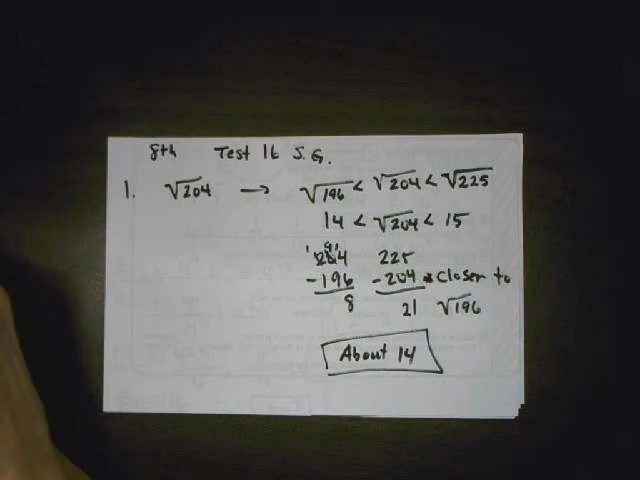 8th Test 16 S.G.
1. √204 → √196 < √204 < √225
14 < √204 < 15
204 225
-196 -204 * Closer to
8 21 √196
About 14